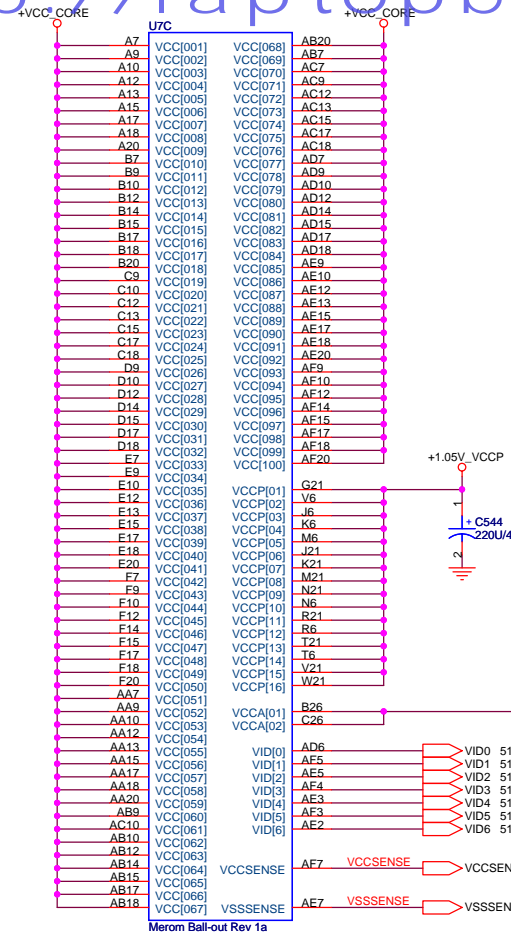 s://laptopb
+VCC_CORE +VCC_CORE
U7C
A7 VCC[001] VCC[068] AB20
A9 VCC[002] VCC[069] AB7
A10 VCC[003] VCC[070] AC7
A12 VCC[004] VCC[071] AC9
A13 VCC[005] VCC[072] AC12
A15 VCC[006] VCC[073] AC13
A17 VCC[007] VCC[074] AC15
A18 VCC[008] VCC[075] AC17
A20 VCC[009] VCC[076] AC18
B7 VCC[010] VCC[077] AD7
B9 VCC[011] VCC[078] AD9
B10 VCC[012] VCC[079] AD10
B12 VCC[013] VCC[080] AD12
B14 VCC[014] VCC[081] AD14
B15 VCC[015] VCC[082] AD15
B17 VCC[016] VCC[083] AD17
B18 VCC[017] VCC[084] AD18
B20 VCC[018] VCC[085] AE9
C9 VCC[019] VCC[086] AE10
C10 VCC[020] VCC[087] AE12
C12 VCC[021] VCC[088] AE13
C13 VCC[022] VCC[089] AE15
C15 VCC[023] VCC[090] AE17
C17 VCC[024] VCC[091] AE18
C18 VCC[025] VCC[092] AE20
D9 VCC[026] VCC[093] AF9
D10 VCC[027] VCC[094] AF10
D12 VCC[028] VCC[095] AF12
D14 VCC[029] VCC[096] AF14
D15 VCC[030] VCC[097] AF15
D17 VCC[031] VCC[098] AF17
D18 VCC[032] VCC[099] AF18
E7 VCC[033] VCC[100] AF20
+1.05V_VCCP
E9 VCC[034]
E10 VCC[035] VCCP[01] G21
E12 VCC[036] VCCP[02] V6 1
E13 VCC[037] VCCP[03] J6
E15 VCC[038] VCCP[04] K6 + C544
E17 VCC[039] VCCP[05] M6 220U/4
E18 VCC[040] VCCP[06] J21 2
E20 VCC[041] VCCP[07] K21
F7 VCC[042] VCCP[08] M21
F9 VCC[043] VCCP[09] N21
F10 VCC[044] VCCP[10] N6
F12 VCC[045] VCCP[11] R21
F14 VCC[046] VCCP[12] R6
F15 VCC[047] VCCP[13] T21
F17 VCC[048] VCCP[14] T6
F18 VCC[049] VCCP[15] V21
F20 VCC[050] VCCP[16] W21
AA7 VCC[051]
AA9 VCC[052] VCCA[01] B26
AA10 VCC[053] VCCA[02] C26
AA12 VCC[054]
AA13 VCC[055] VID[0] AD6 VID0 51
AA15 VCC[056] VID[1] AF5 VID1 51
AA17 VCC[057] VID[2] AE5 VID2 51
AA18 VCC[058] VID[3] AF4 VID3 51
AA20 VCC[059] VID[4] AE3 VID4 51
AB9 VCC[060] VID[5] AF3 VID5 51
AC10 VCC[061] VID[6] AE2 VID6 51
AB10 VCC[062]
AB12 VCC[063]
AB14 VCC[064] VCCSENSE AF7 VCCSENSE VCCSEN
AB15 VCC[065]
AB17 VCC[066]
AB18 VCC[067] VSSSENSE AE7 VSSSENSE VSSSEN
Merom Ball-out Rev 1a